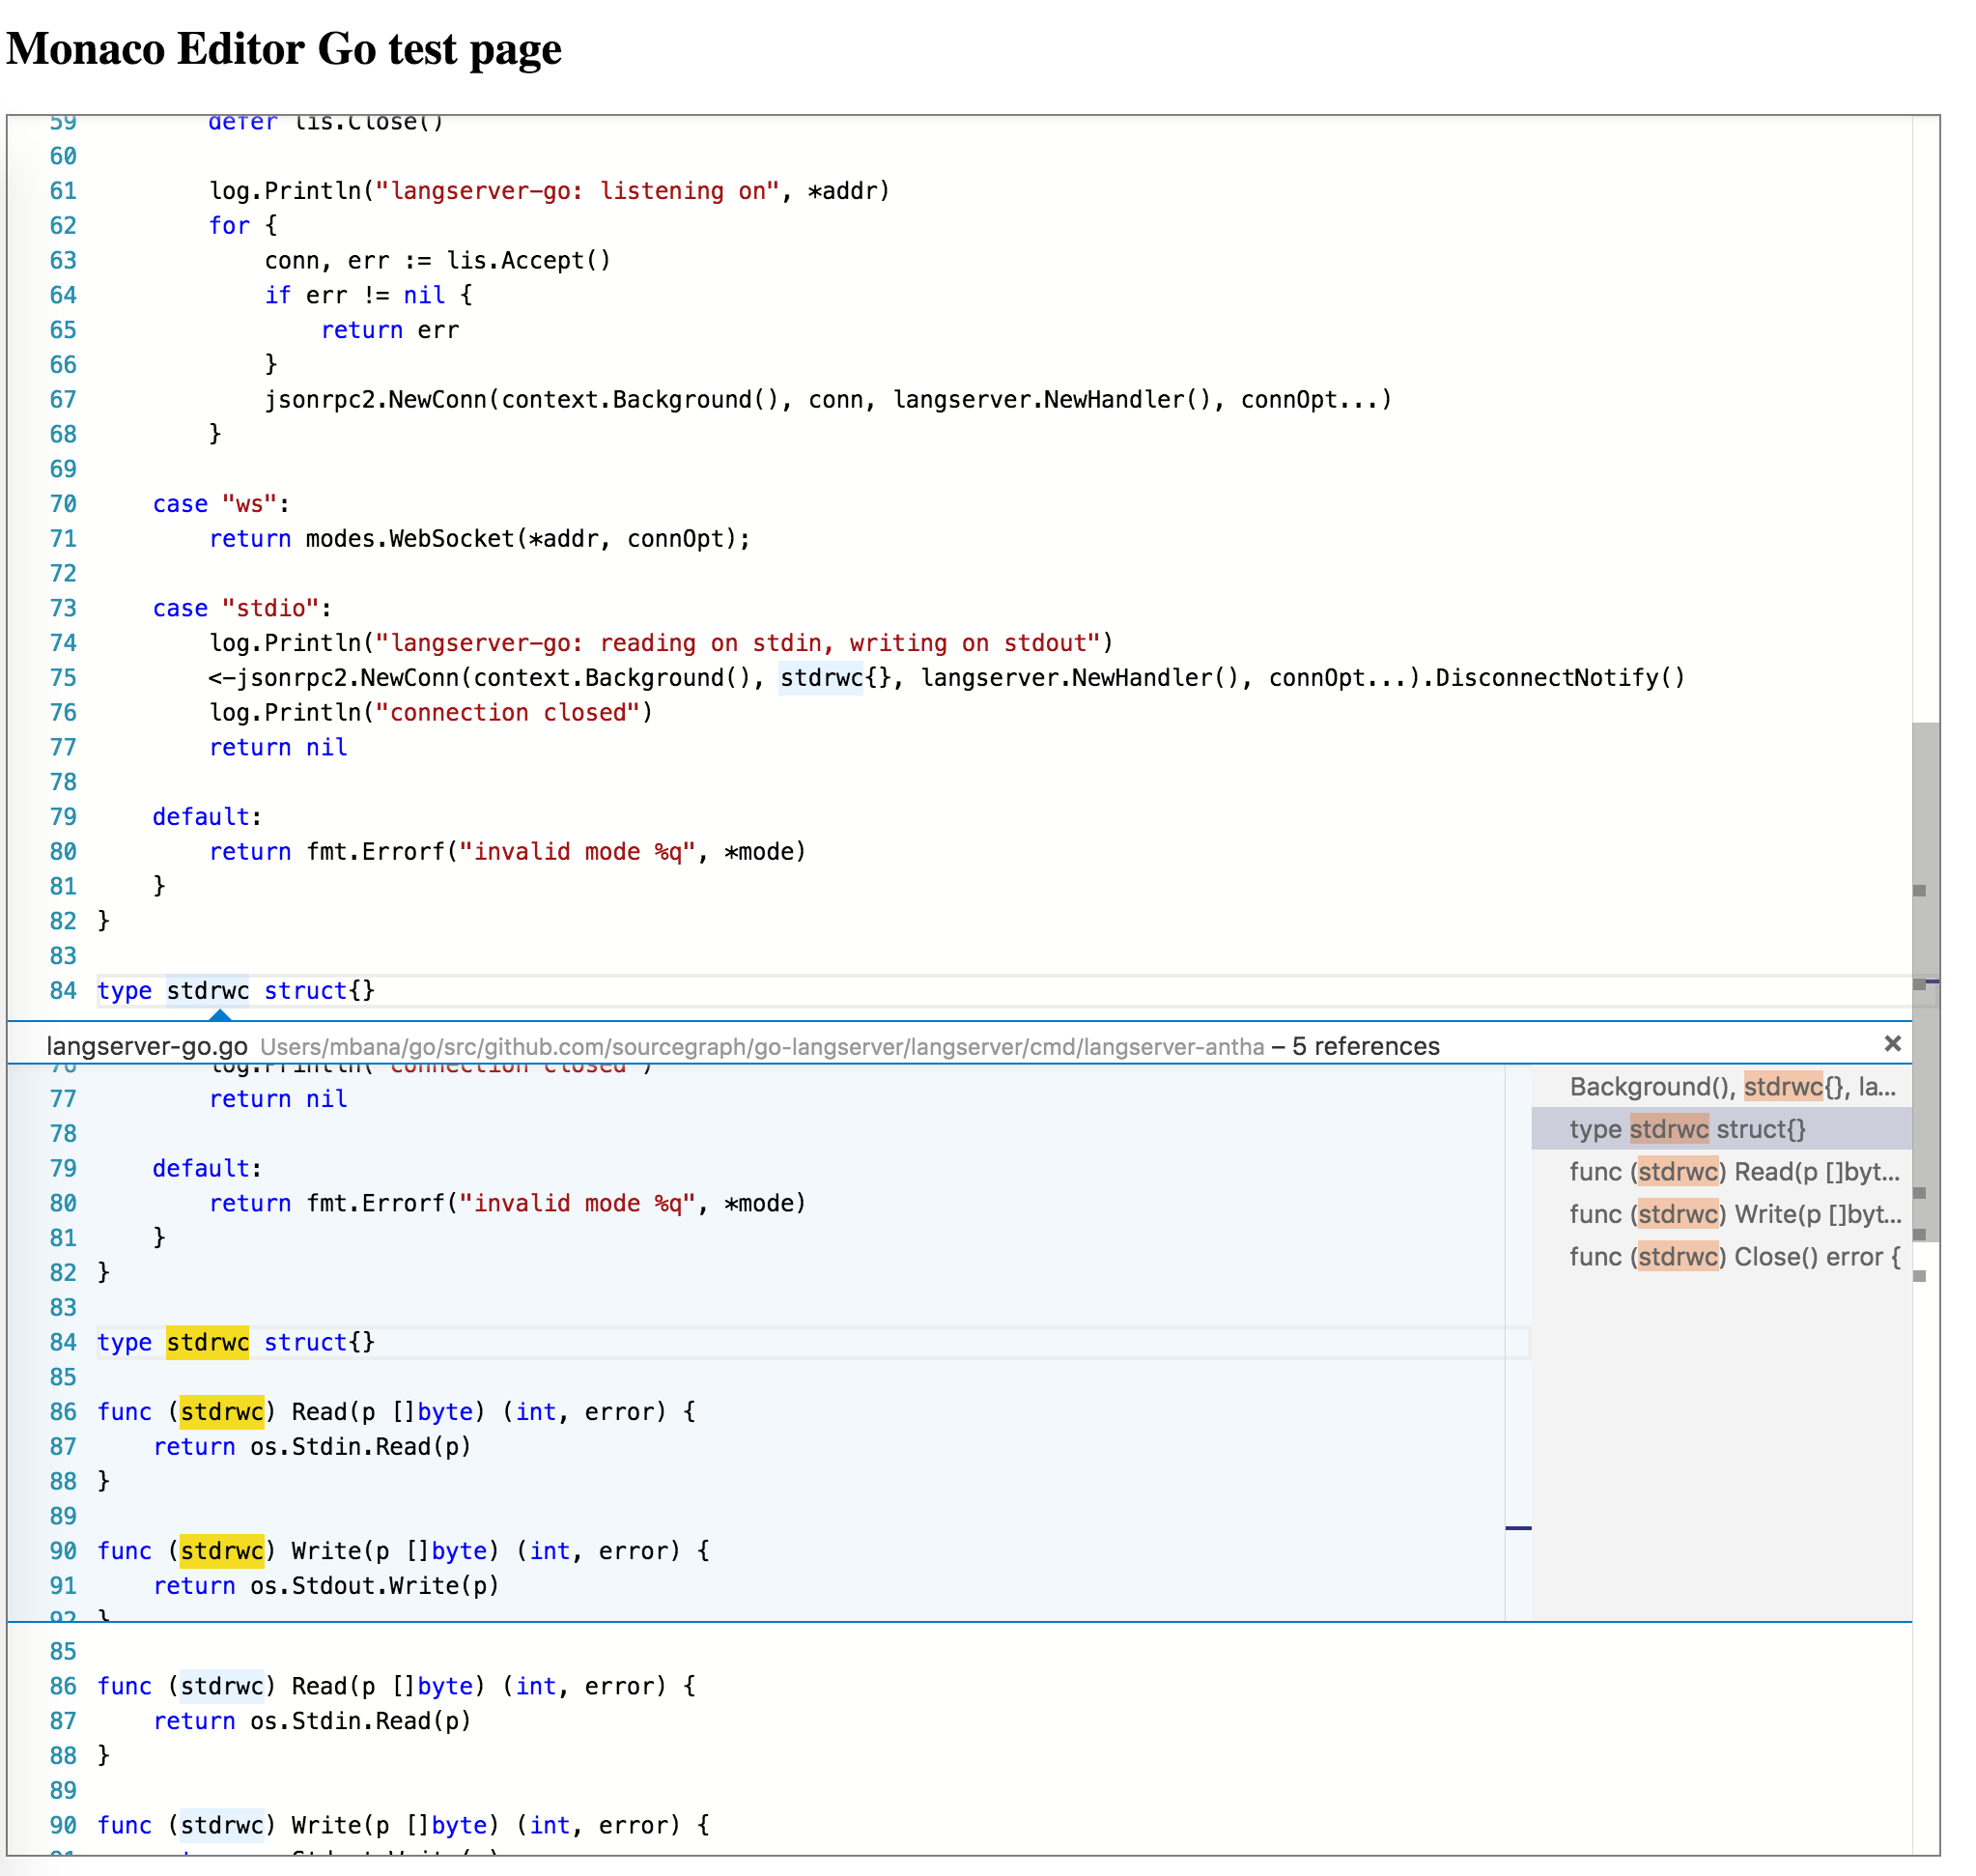 Monaco Editor Go test page
59 defer lis.Close()
60
61 log.Println("langserver-go: listening on", *addr)
62 for {
63 conn, err := lis.Accept()
64 if err != nil {
65 return err
66 }
67 jsonrpc2.NewConn(context.Background(), conn, langserver.NewHandler(), connOpt...)
68 }
69
70 case "ws":
71 return modes.WebSocket(*addr, connOpt);
72
73 case "stdio":
74 log.Println("langserver-go: reading on stdin, writing on stdout")
75 <-jsonrpc2.NewConn(context.Background(), stdrwc{}, langserver.NewHandler(), connOpt...).DisconnectNotify()
76 log.Println("connection closed")
77 return nil
78
79 default:
80 return fmt.Errorf("invalid mode %q", *mode)
81 }
82 }
83
84 type stdrwc struct{}
langserver-go.go Users/mbana/go/src/github.com/sourcegraph/go-langserver/langserver/cmd/langserver-antha – 5 references
76 log.Println("connection closed")
77 return nil
78
79 default:
80 return fmt.Errorf("invalid mode %q", *mode)
81 }
82 }
83
84 type stdrwc struct{}
85
86 func (stdrwc) Read(p []byte) (int, error) {
87 return os.Stdin.Read(p)
88 }
89
90 func (stdrwc) Write(p []byte) (int, error) {
91 return os.Stdout.Write(p)
92 }
Background(), stdrwc{}, la...
type stdrwc struct{}
func (stdrwc) Read(p []byt...
func (stdrwc) Write(p []byt...
func (stdrwc) Close() error {
85
86 func (stdrwc) Read(p []byte) (int, error) {
87 return os.Stdin.Read(p)
88 }
89
90 func (stdrwc) Write(p []byte) (int, error) {